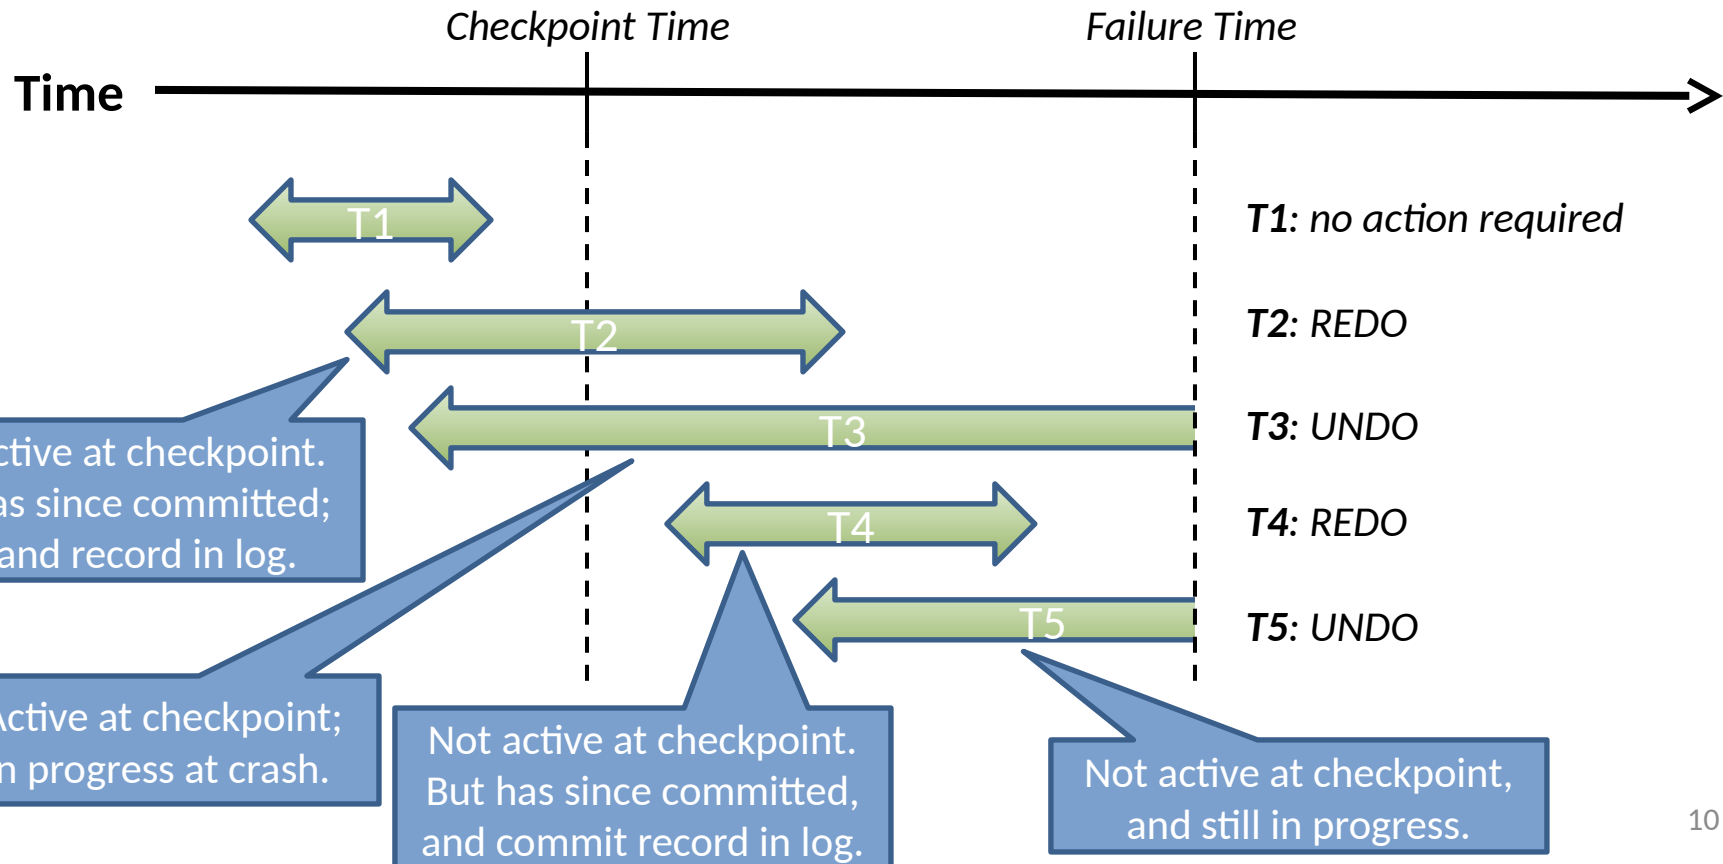 Checkpoint Time
Failure Time
Time
T1
T1: no action required
T2
T2: REDO
T3
T3: UNDO
ctive at checkpoint.
as since committed;
and record in log.
T4
T4: REDO
T5
T5: UNDO
Active at checkpoint;
n progress at crash.
Not active at checkpoint.
But has since committed,
and commit record in log.
Not active at checkpoint,
and still in progress.
10